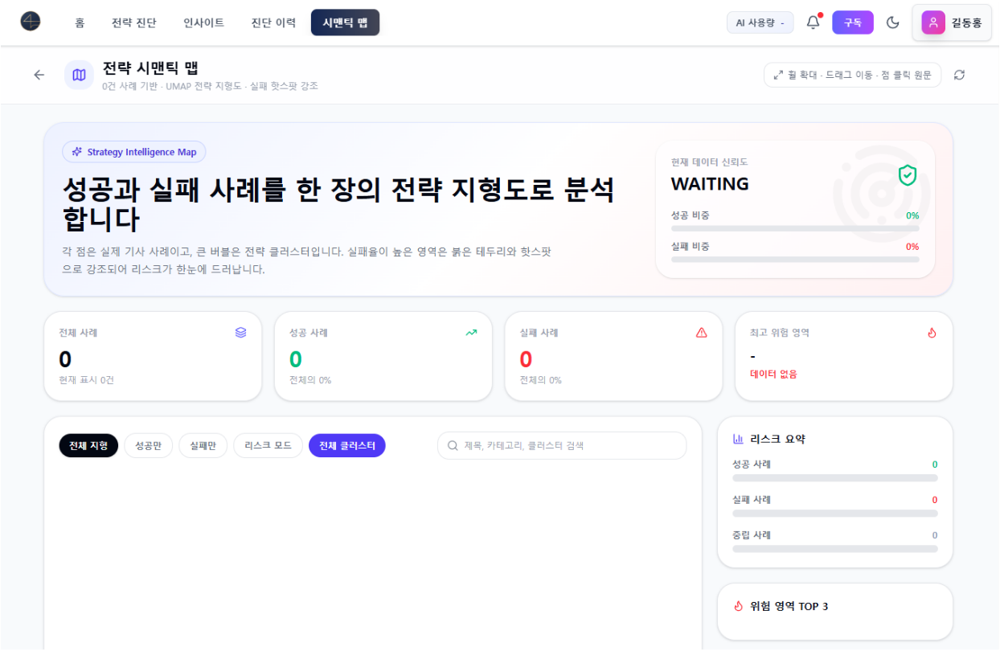 홈 전략 진단 인사이트 진단 이력 시맨틱 맵 AI 사용량 - 구독 길동홍
전략 시맨틱 맵
0건 사례 기반 · UMAP 전략 지형도 · 실패 핫스팟 강조
휠 확대 · 드래그 이동 · 점 클릭 원문
Strategy Intelligence Map
성공과 실패 사례를 한 장의 전략 지형도로 분석
합니다
각 점은 실제 기사 사례이고, 큰 버블은 전략 클러스터입니다. 실패율이 높은 영역은 붉은 테두리와 핫스팟
으로 강조되어 리스크가 한눈에 드러납니다.
현재 데이터 신뢰도
WAITING
성공 비중 0%
실패 비중 0%
전체 사례
0
현재 표시 0건
성공 사례
0
전체의 0%
실패 사례
0
전체의 0%
최고 위험 영역
-
데이터 없음
전체 지형 성공만 실패만 리스크 모드 전체 클러스터 제목, 카테고리, 클러스터 검색
리스크 요약
성공 사례 0
실패 사례 0
중립 사례 0
위험 영역 TOP 3